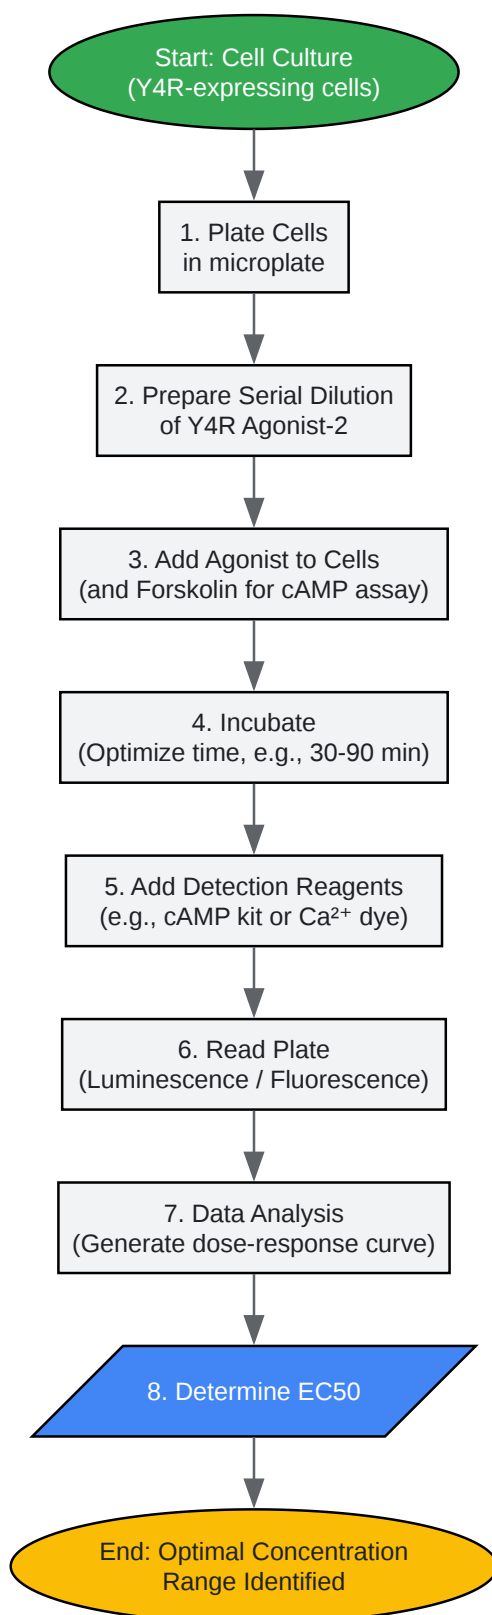 Start: Cell Culture
(Y4R-expressing cells)
1. Plate Cells
in microplate
2. Prepare Serial Dilution
of Y4R Agonist-2
3. Add Agonist to Cells
(and Forskolin for cAMP assay)
4. Incubate
(Optimize time, e.g., 30-90 min)
5. Add Detection Reagents
(e.g., cAMP kit or Ca²⁺ dye)
6. Read Plate
(Luminescence / Fluorescence)
7. Data Analysis
(Generate dose-response curve)
8. Determine EC50
End: Optimal Concentration
Range Identified